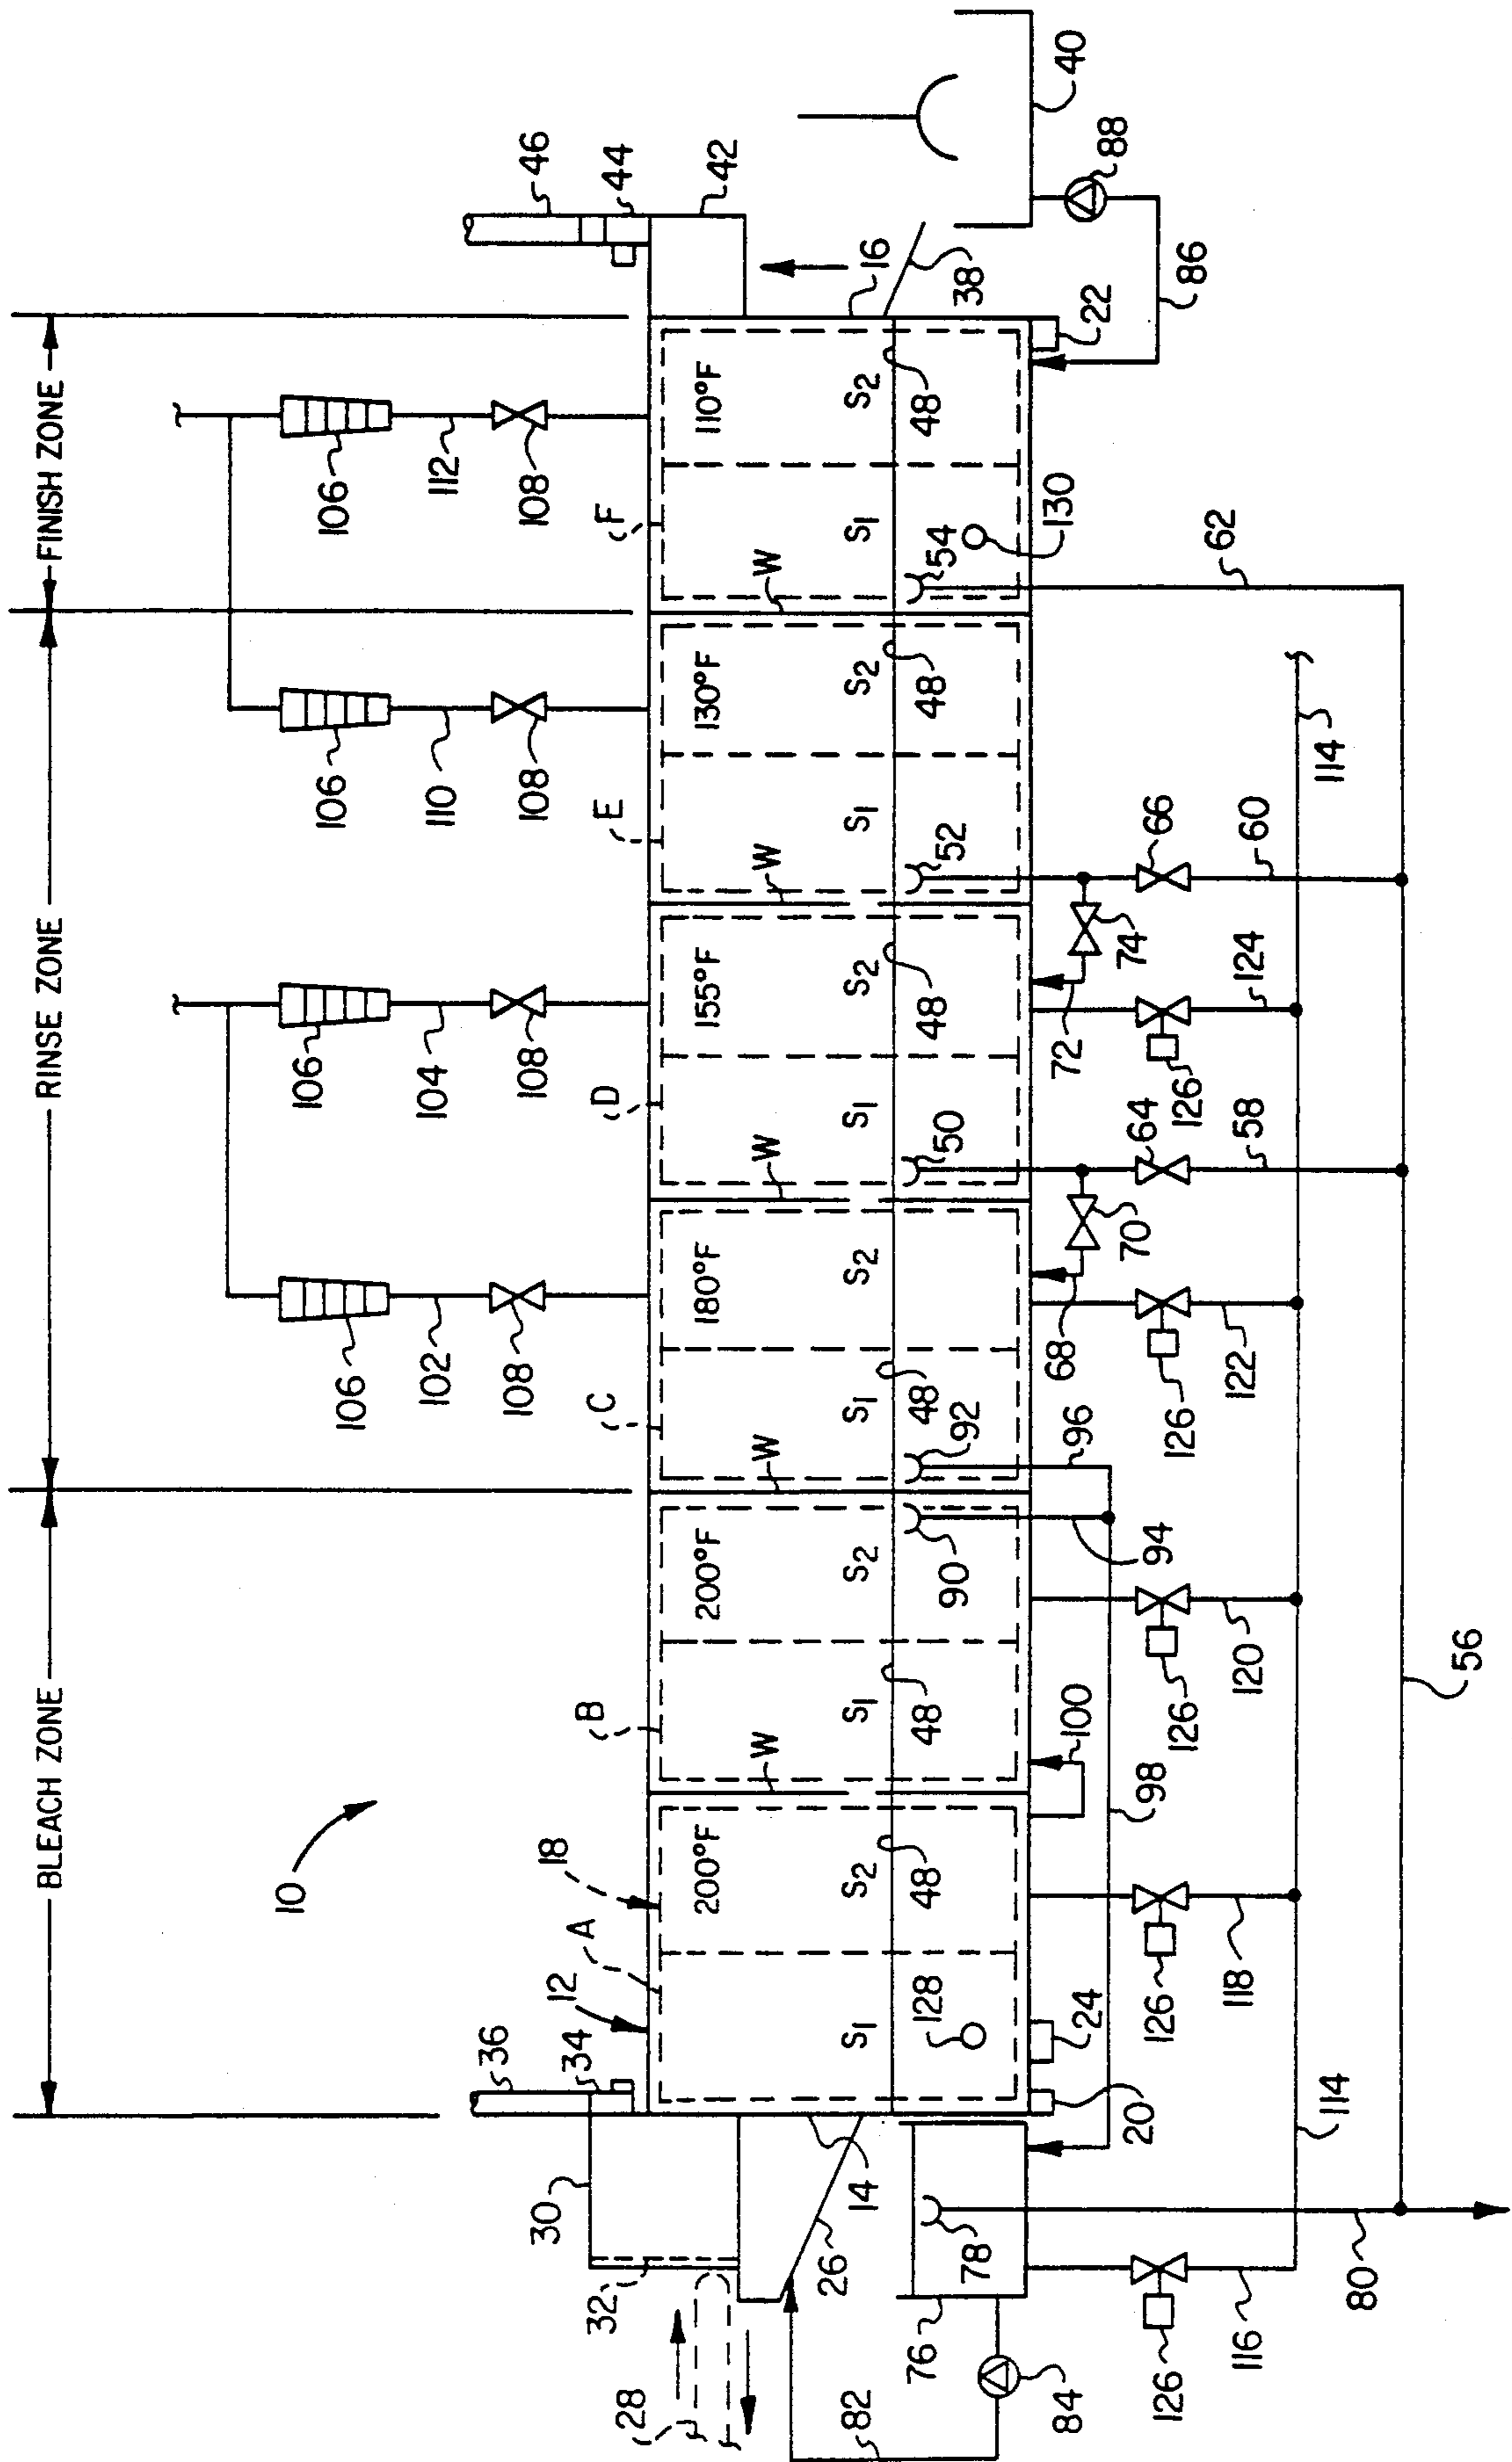 BLEACH ZONE
RINSE ZONE
FINISH ZONE
10
106
106
106
106
102
104
110
112
108
108
108
108
36
34
30
32
28
12
A
18
B
C
D
E
F
46
44
42
W
W
W
W
W
200°F
200°F
180°F
155°F
130°F
110°F
S1
S2
S1
S2
S1
S2
S1
S2
S1
S2
S1
S2
16
14
26
38
40
128
48
48
90
92
48
50
48
52
48
54
48
130
78
76
20
24
100
94
96
68
70
72
74
22
86
88
82
84
98
64
66
62
126
126
126
126
126
116
118
120
122
58
124
60
114
114
80
56